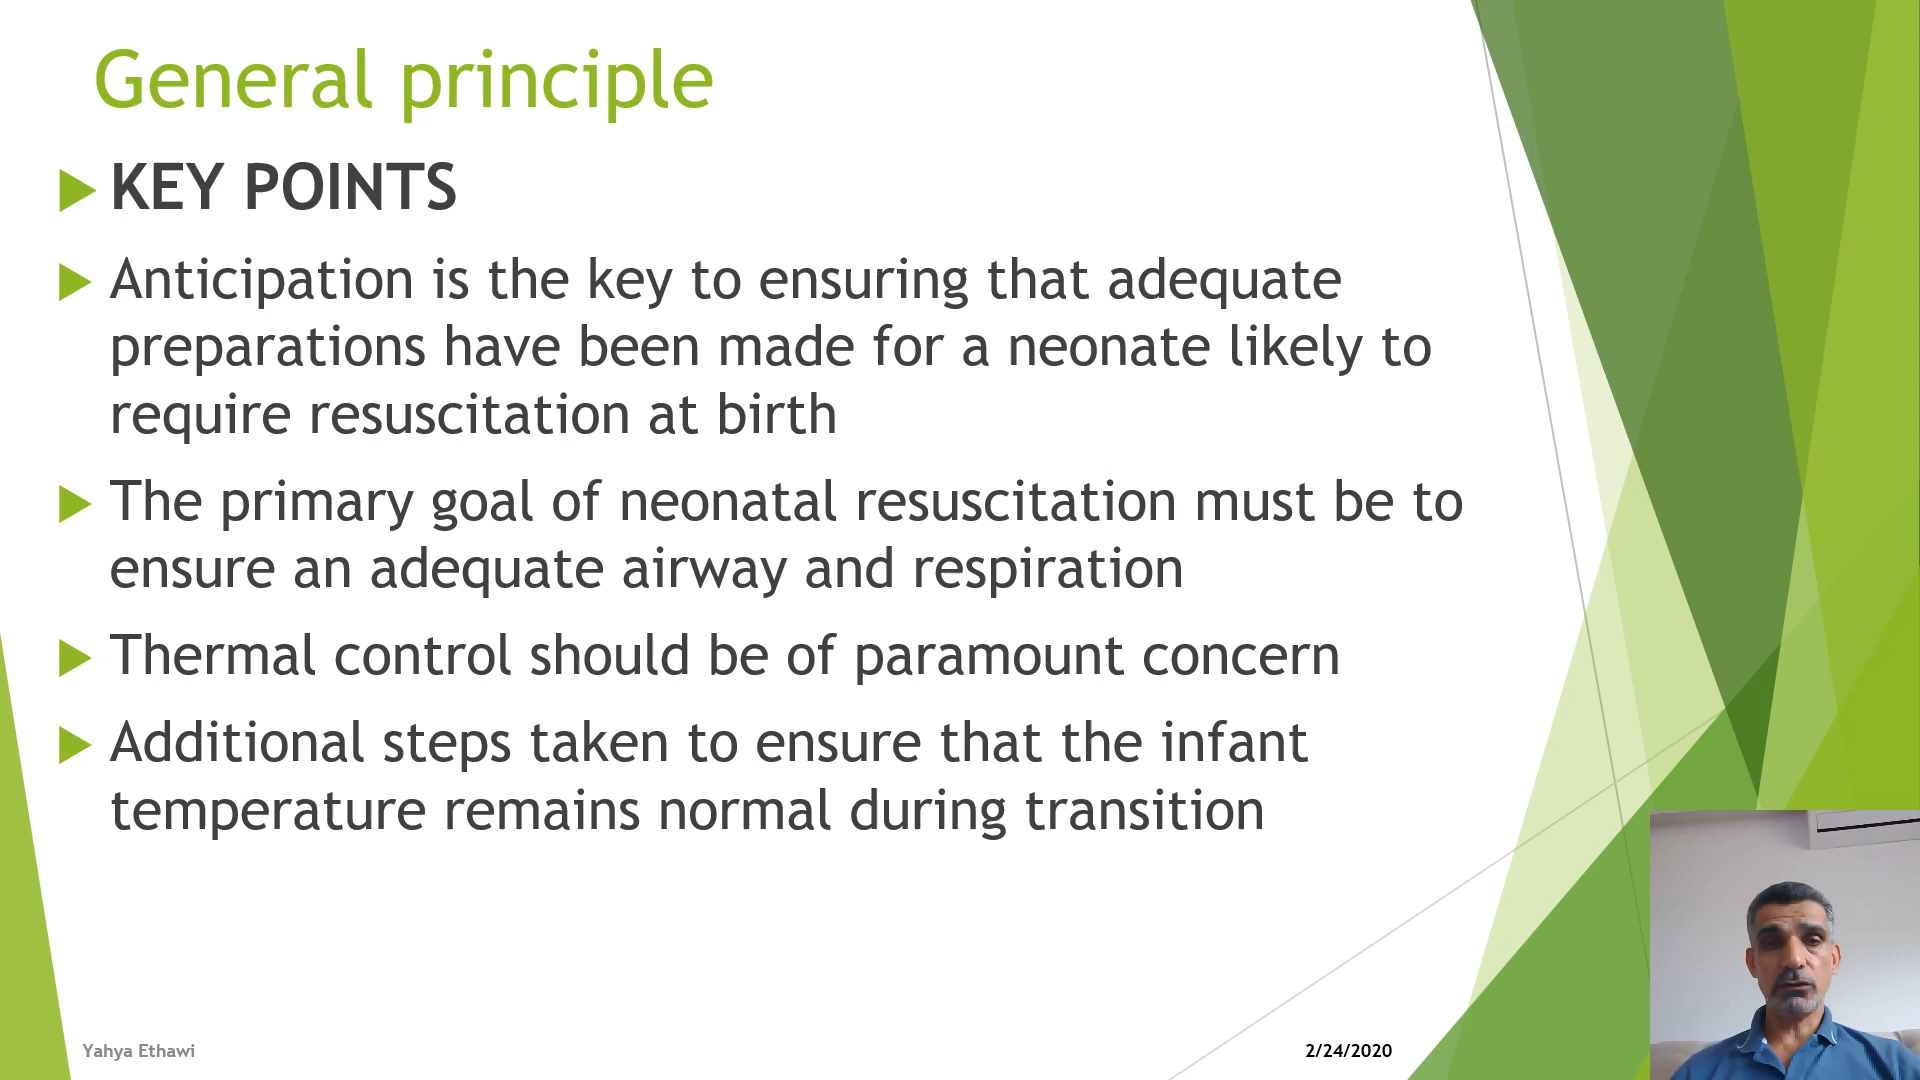 General principle
KEY POINTS
Anticipation is the key to ensuring that adequate
preparations have been made for a neonate likely to
require resuscitation at birth
The primary goal of neonatal resuscitation must be to
ensure an adequate airway and respiration
Thermal control should be of paramount concern
Additional steps taken to ensure that the infant
temperature remains normal during transition
Yahya Ethawi
2/24/2020